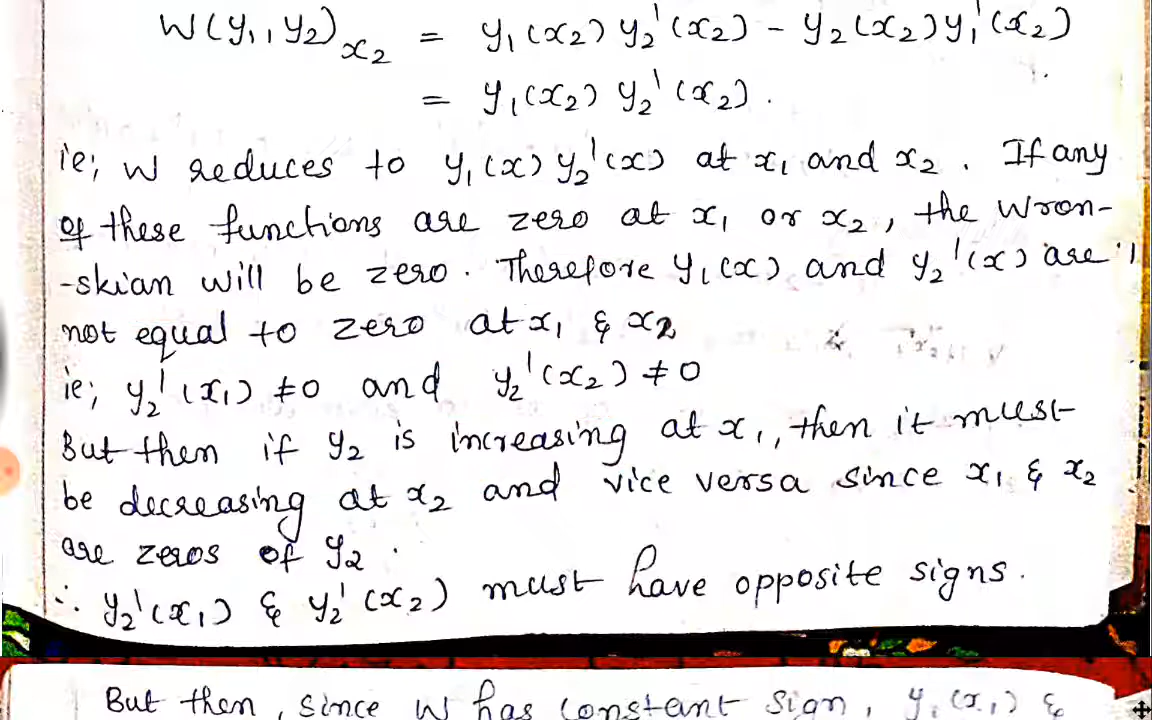 W(y₁, y₂)ₓ₂ = y₁(x₂) y₂'(x₂) - y₂(x₂) y₁'(x₂)
= y₁(x₂) y₂'(x₂).
ie; W reduces to y₁(x) y₂'(x) at x₁ and x₂. If any
of these functions are zero at x₁ or x₂, the Wron-
-skian will be zero. Therefore y₁(x) and y₂'(x) are
not equal to zero at x₁ & x₂
ie; y₂'(x₁) ≠ 0 and y₂'(x₂) ≠ 0
But then if y₂ is increasing at x₁, then it must
be decreasing at x₂ and vice versa since x₁ & x₂
are zeros of y₂.
∴ y₂'(x₁) & y₂'(x₂) must have opposite signs.
But then, since W has constant sign, y₁(x₁) &